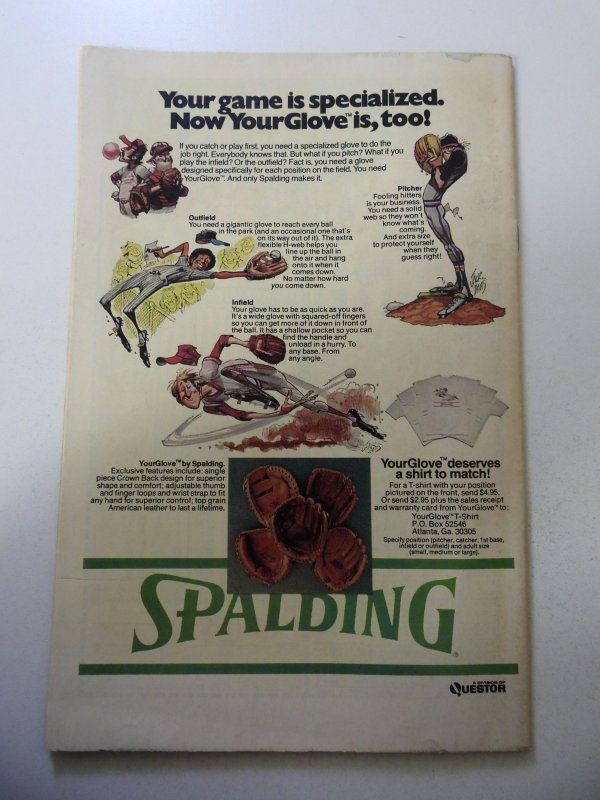 Your game is specialized.
Now YourGlove™ is, too!
If you catch or play first, you need a specialized glove to do the
job right. Everybody knows that. But what if you pitch? What if you
play the infield? Or the outfield? Fact is, you need a glove
designed specifically for each position on the field. You need
YourGlove™. And only Spalding makes it.
Pitcher
Fooling hitters
is your business.
You need a solid
web so they won't
know what's
coming.
And extra size
to protect yourself
when they
guess right!
Outfield
You need a gigantic glove to reach every ball
in the park (and an occasional one that's
on its way out of it). The extra
flexible H-web helps you
line up the ball in
the air and hang
onto it when it
comes down.
No matter how hard
you come down.
Infield
Your glove has to be as quick as you are.
It's a wide glove with squared-off fingers
so you can get more of it down in front of
the ball. It has a shallow pocket so you can
find the handle and
unload in a hurry. To
any base. From
any angle.
YourGlove™ by Spalding.
Exclusive features include: single
piece Crown Back design for superior
shape and comfort; adjustable thumb
and finger loops and wrist strap to fit
any hand for superior control; top grain
American leather to last a lifetime.
YourGlove™ deserves
a shirt to match!
For a T-shirt with your position
pictured on the front, send $4.95.
Or send $2.95 plus the sales receipt
and warranty card from YourGlove™ to:
YourGlove™ T-Shirt
P.O. Box 52546
Atlanta, Ga. 30305
Specify position (pitcher, catcher, 1st base,
infield or outfield) and adult size
(small, medium or large).
SPALDING®
A DIVISION OF
QUESTOR